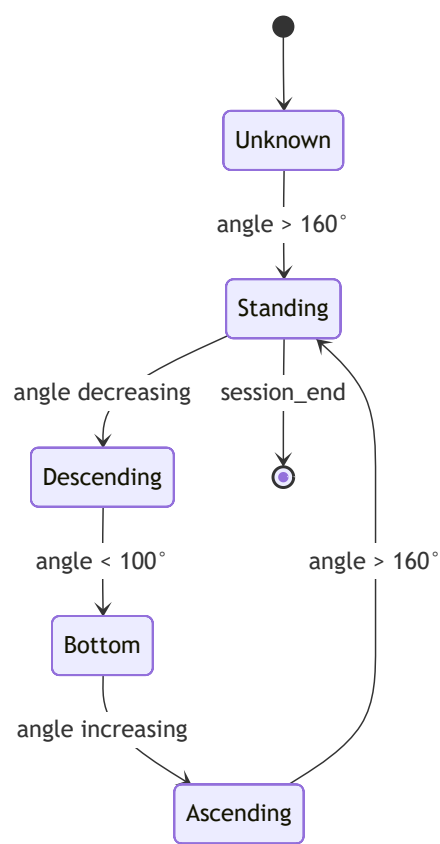 Unknown
angle > 160°
Standing
angle decreasing
session_end
Descending
angle < 100°
angle > 160°
Bottom
angle increasing
Ascending